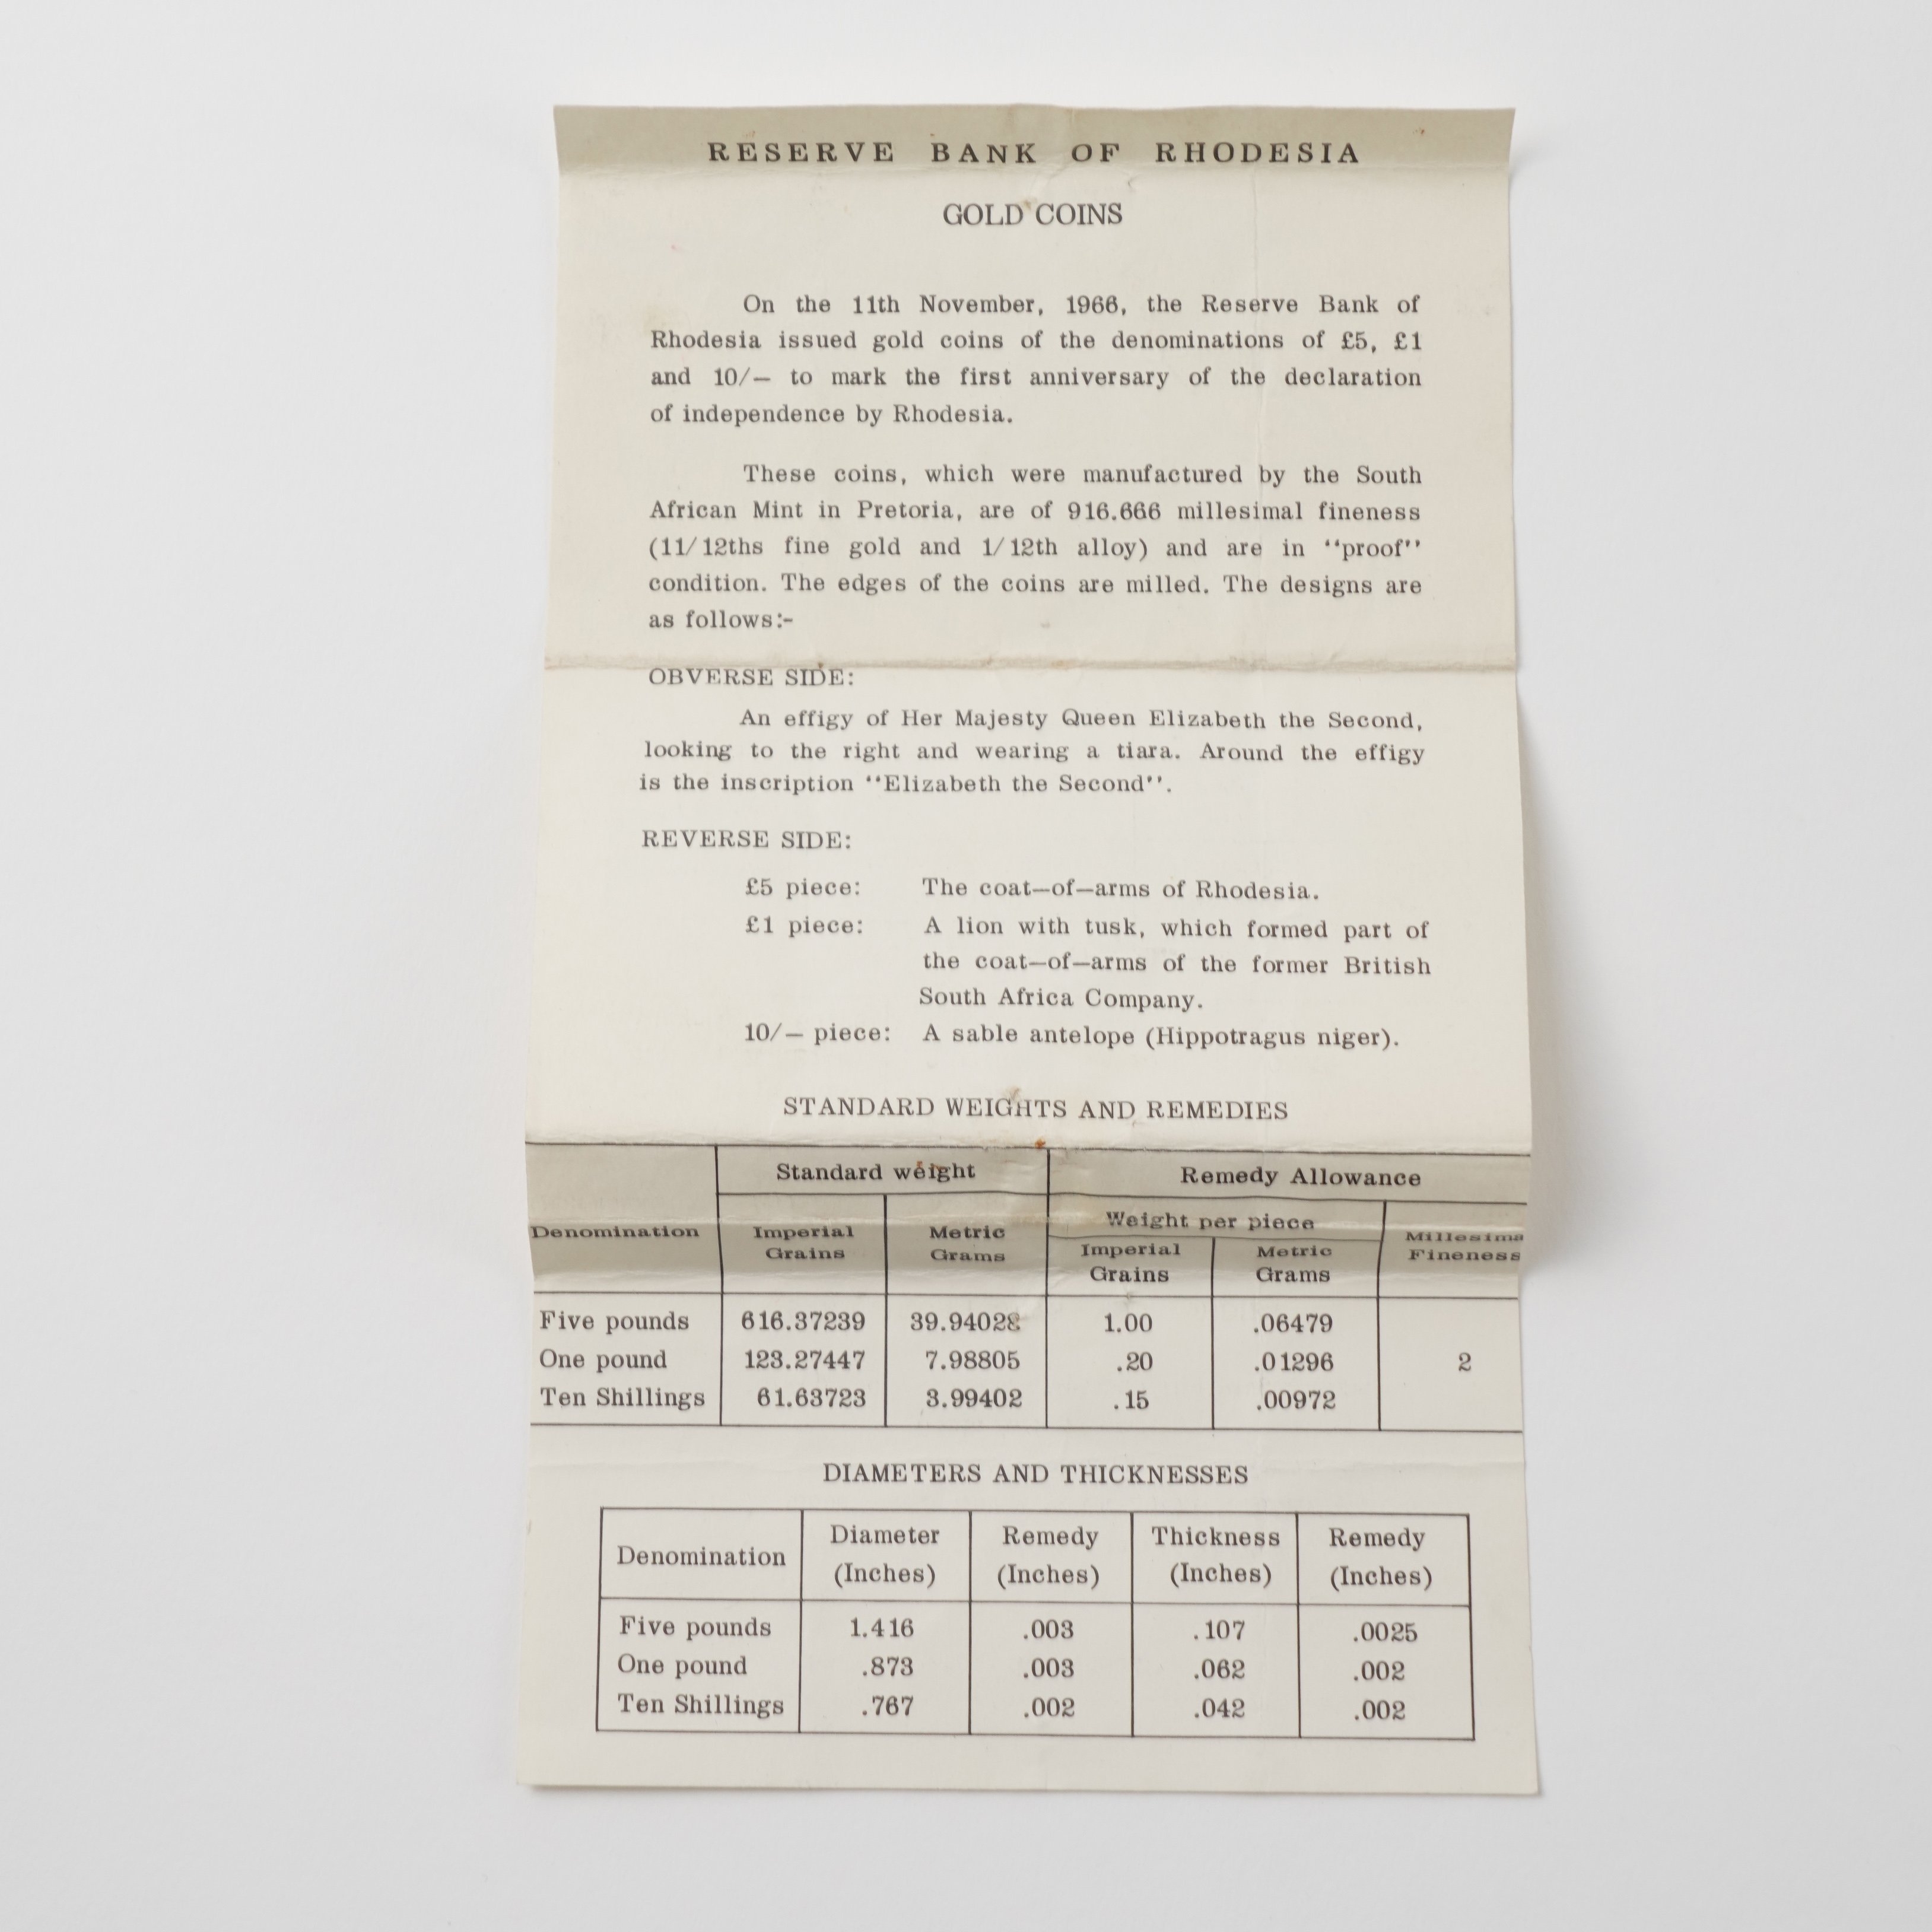 RESERVE BANK OF RHODESIA
GOLD COINS
On the 11th November, 1966, the Reserve Bank of
Rhodesia issued gold coins of the denominations of £5, £1
and 10/— to mark the first anniversary of the declaration
of independence by Rhodesia.
These coins, which were manufactured by the South
African Mint in Pretoria, are of 916.666 millesimal fineness
(11/12ths fine gold and 1/12th alloy) and are in “proof”
condition. The edges of the coins are milled. The designs are
as follows:-
OBVERSE SIDE:
An effigy of Her Majesty Queen Elizabeth the Second,
looking to the right and wearing a tiara. Around the effigy
is the inscription “Elizabeth the Second”.
REVERSE SIDE:
£5 piece: The coat—of—arms of Rhodesia.
£1 piece: A lion with tusk, which formed part of
the coat—of—arms of the former British
South Africa Company.
10/— piece: A sable antelope (Hippotragus niger).
STANDARD WEIGHTS AND REMEDIES
Standard weight Remedy Allowance
Denomination Imperial Grains Metric Grams Weight per piece Millesima Fineness
Imperial Metric
Grains Grams
Five pounds 616.37239 39.94028 1.00 .06479
One pound 123.27447 7.98805 .20 .01296 2
Ten Shillings 61.63723 3.99402 .15 .00972
DIAMETERS AND THICKNESSES
Denomination Diameter Remedy Thickness Remedy
(Inches) (Inches) (Inches) (Inches)
Five pounds 1.416 .003 .107 .0025
One pound .873 .003 .062 .002
Ten Shillings .767 .002 .042 .002